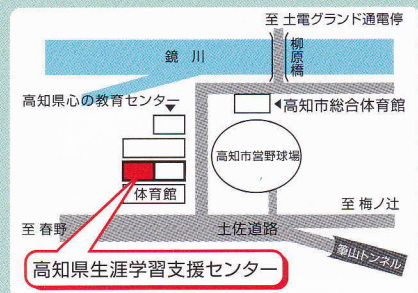 至 土電グランド通電停
柳原橋
鏡 川
高知県心の教育センター
高知市総合体育館
高知市営野球場
体育館
至 梅ノ辻
至 春野
土佐道路
筆山トンネル
高知県生涯学習支援センター